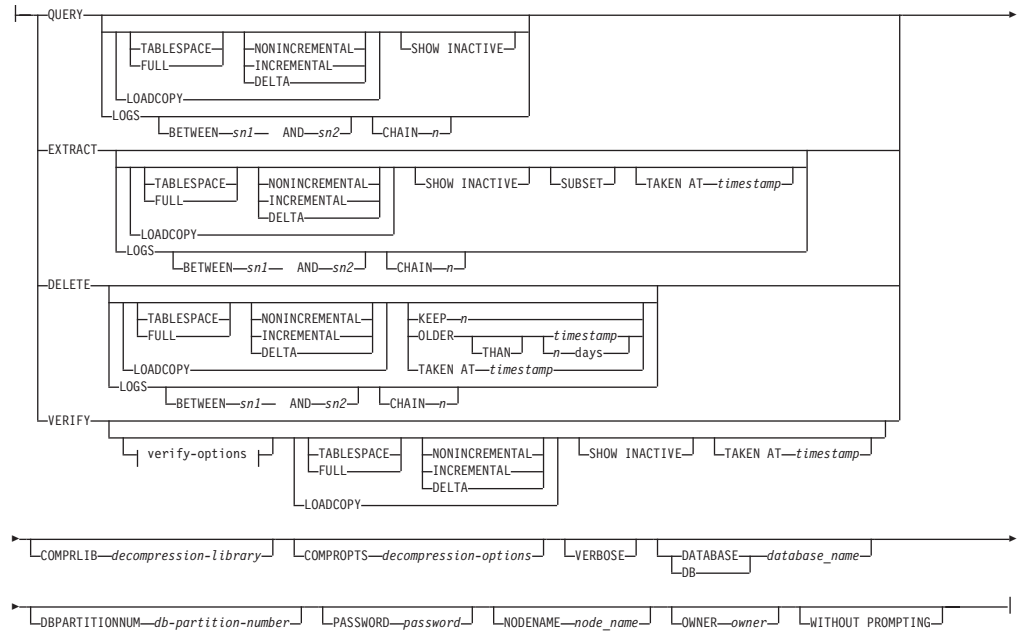 QUERY
TABLESPACE NONINCREMENTAL SHOW INACTIVE
FULL INCREMENTAL
DELTA
LOADCOPY
LOGS
BETWEEN sn1 AND sn2 CHAIN n
EXTRACT
TABLESPACE NONINCREMENTAL SHOW INACTIVE SUBSET TAKEN AT timestamp
FULL INCREMENTAL
DELTA
LOADCOPY
LOGS
BETWEEN sn1 AND sn2 CHAIN n
DELETE
TABLESPACE NONINCREMENTAL KEEP n
FULL INCREMENTAL OLDER timestamp
DELTA THAN n days
LOADCOPY TAKEN AT timestamp
LOGS
BETWEEN sn1 AND sn2 CHAIN n
VERIFY
verify-options TABLESPACE NONINCREMENTAL SHOW INACTIVE TAKEN AT timestamp
FULL INCREMENTAL
DELTA
LOADCOPY
COMPRLIB decompression-library COMPROPTS decompression-options VERBOSE DATABASE database_name
DB
DBPARTITIONNUM db-partition-number PASSWORD password NODENAME node_name OWNER owner WITHOUT PROMPTING